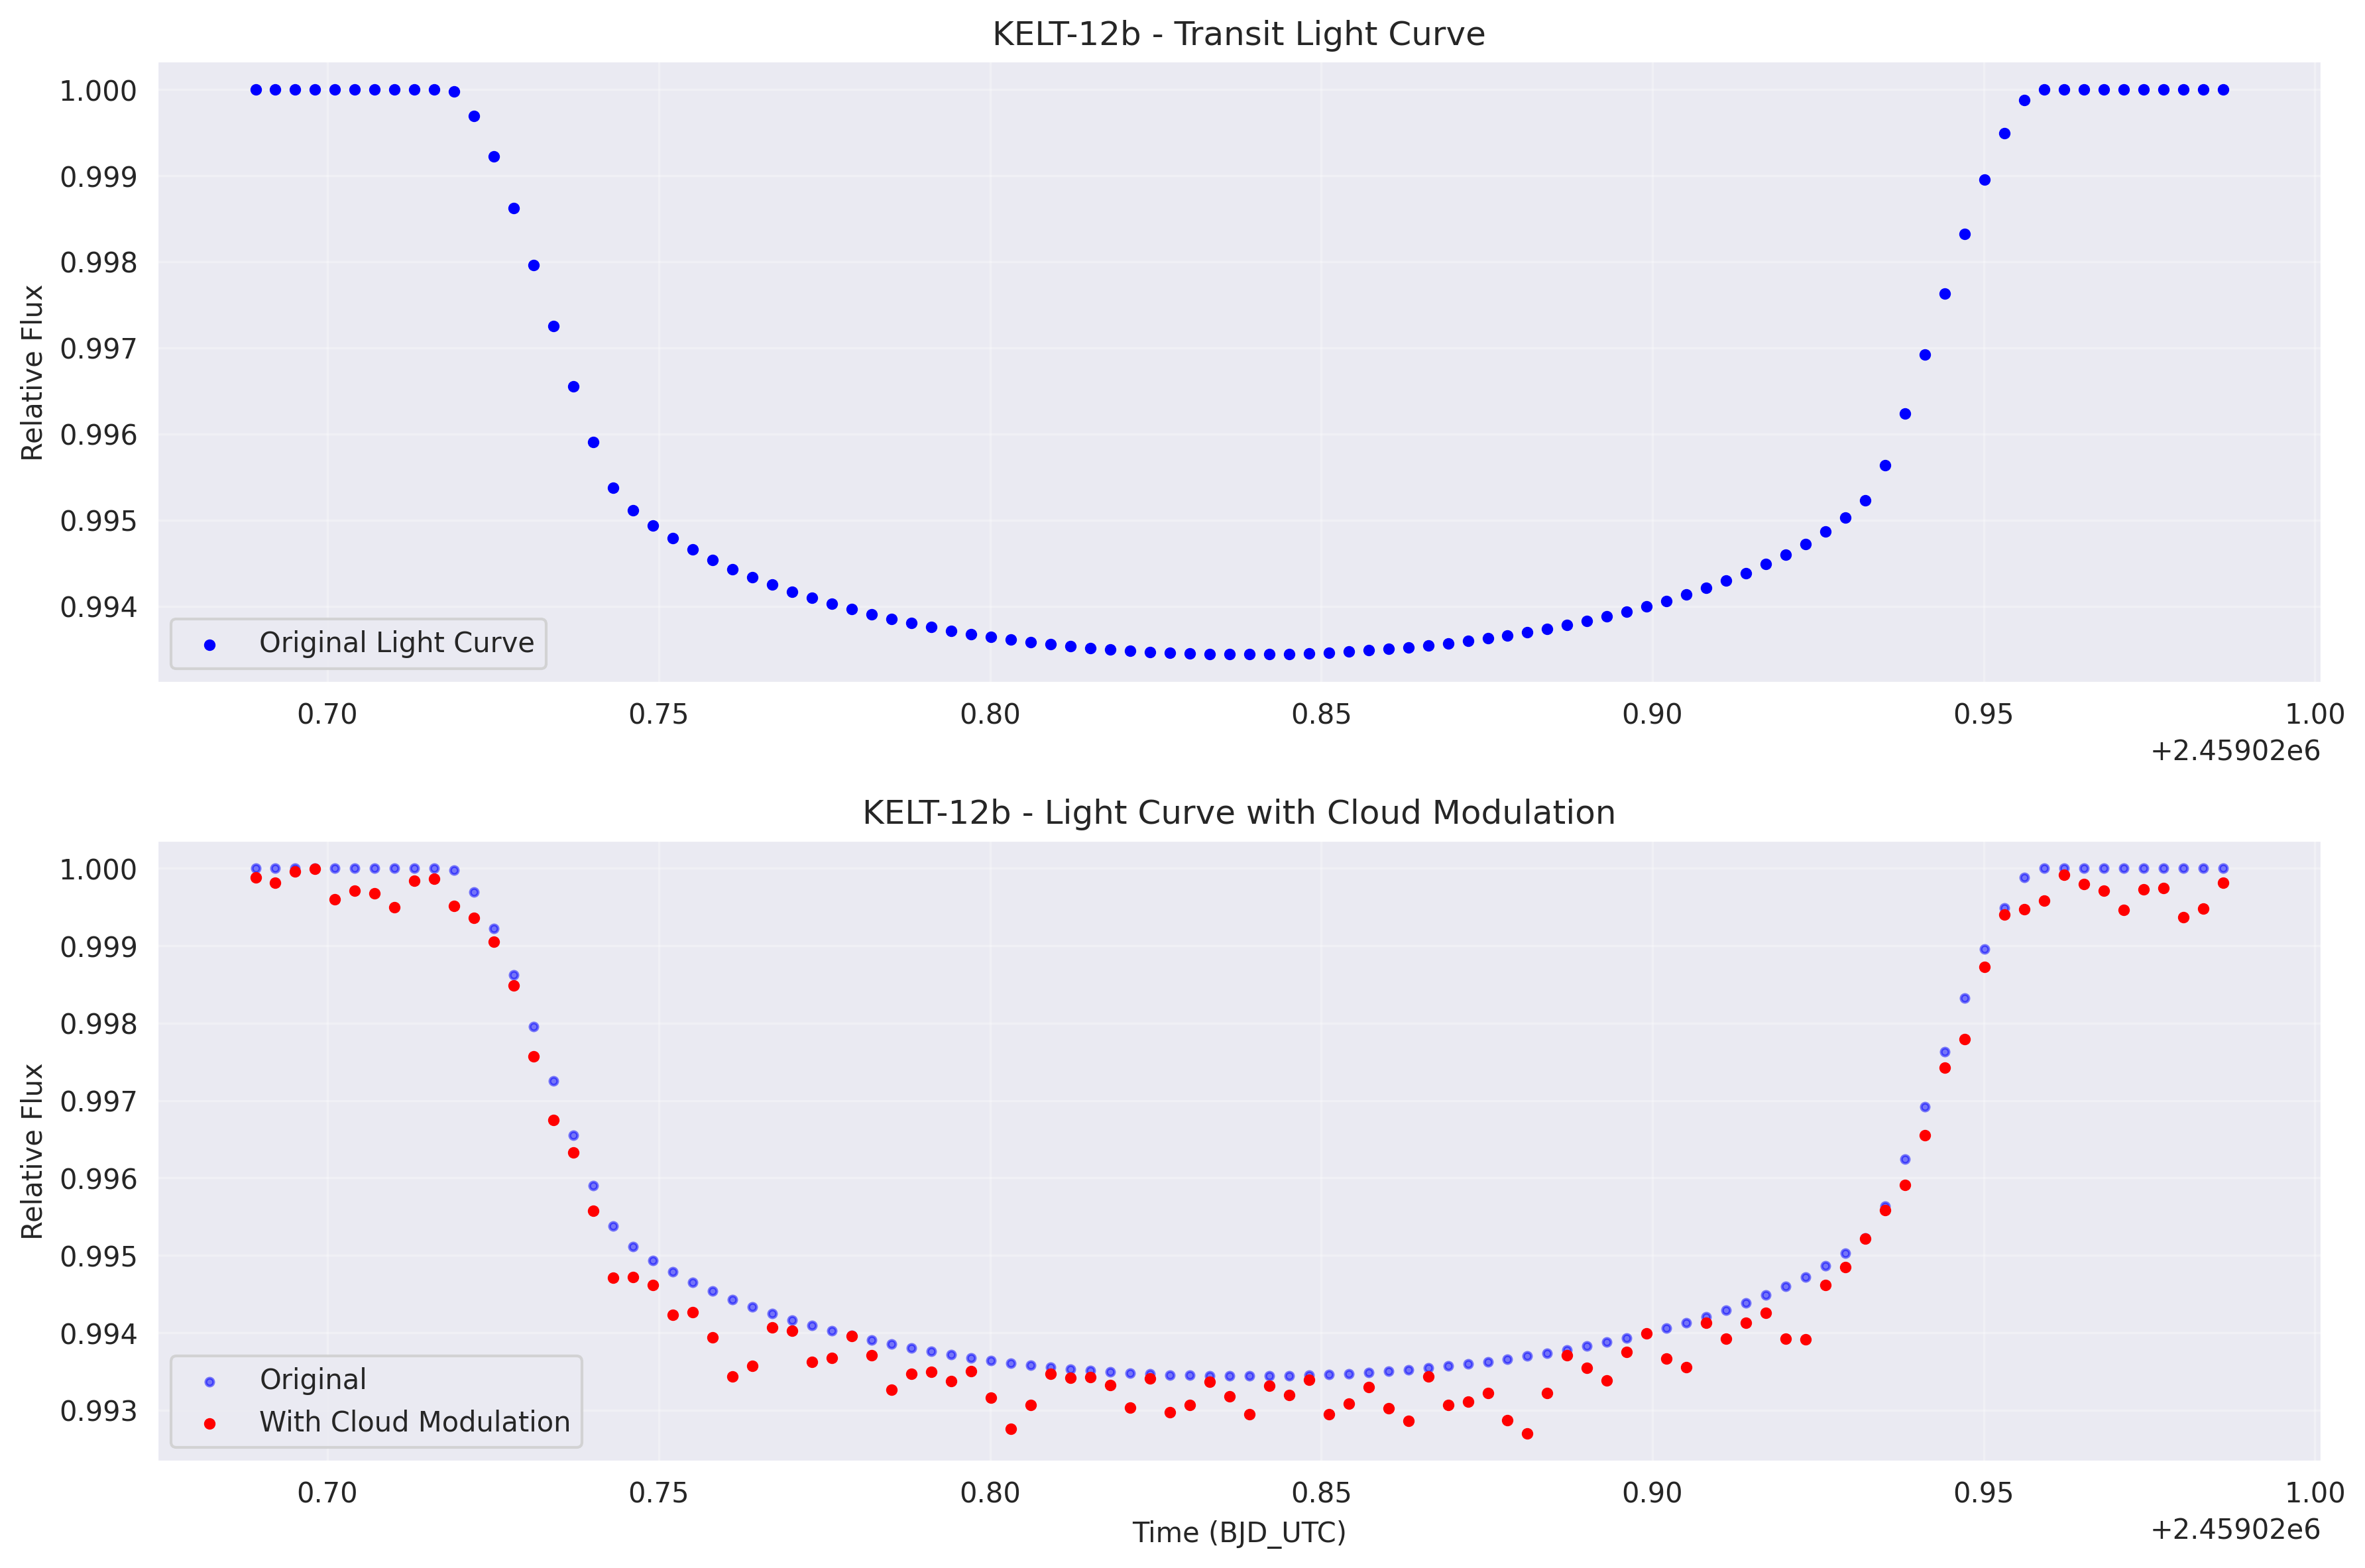 KELT-12b - Transit Light Curve
Relative Flux
1.000
0.999
0.998
0.997
0.996
0.995
0.994
Original Light Curve
0.70 0.75 0.80 0.85 0.90 0.95 1.00
+2.45902e6
KELT-12b - Light Curve with Cloud Modulation
Relative Flux
1.000
0.999
0.998
0.997
0.996
0.995
0.994
0.993
Original
With Cloud Modulation
0.70 0.75 0.80 0.85 0.90 0.95 1.00
Time (BJD_UTC)
+2.45902e6